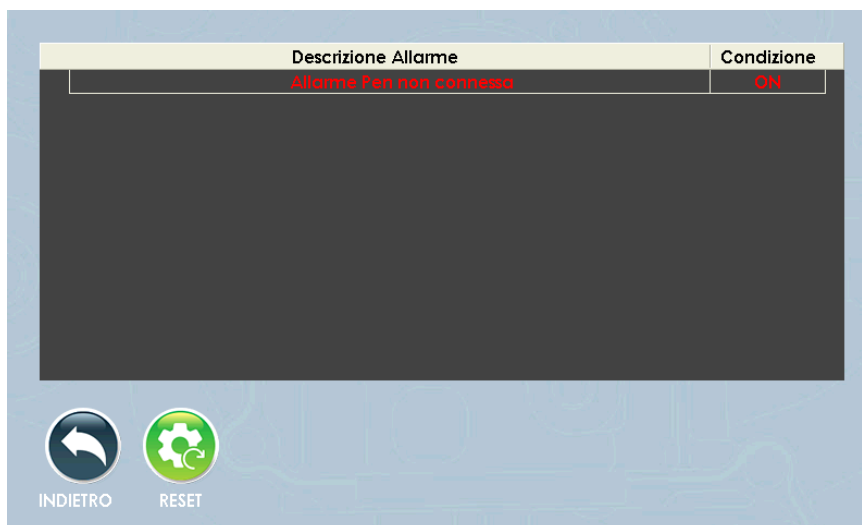 Descrizione Allarme Condizione
Allarme Pen non connessa ON
INDIETRO RESET